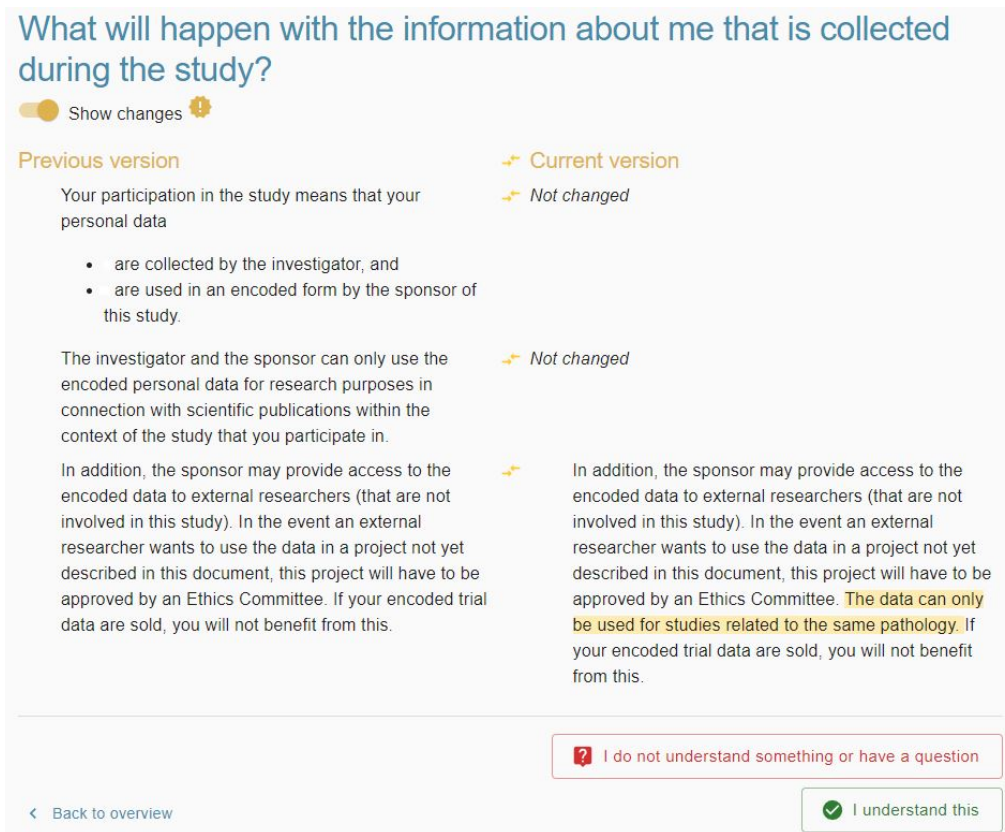 What will happen with the information about me that is collected
during the study?
Show changes
Previous version
Current version
Your participation in the study means that your
personal data
Not changed
• are collected by the investigator, and
• are used in an encoded form by the sponsor of
this study.
The investigator and the sponsor can only use the
encoded personal data for research purposes in
connection with scientific publications within the
context of the study that you participate in.
Not changed
In addition, the sponsor may provide access to the
encoded data to external researchers (that are not
involved in this study). In the event an external
researcher wants to use the data in a project not yet
described in this document, this project will have to be
approved by an Ethics Committee. If your encoded trial
data are sold, you will not benefit from this.
In addition, the sponsor may provide access to the
encoded data to external researchers (that are not
involved in this study). In the event an external
researcher wants to use the data in a project not yet
described in this document, this project will have to be
approved by an Ethics Committee. The data can only
be used for studies related to the same pathology. If
your encoded trial data are sold, you will not benefit
from this.
I do not understand something or have a question
Back to overview
I understand this